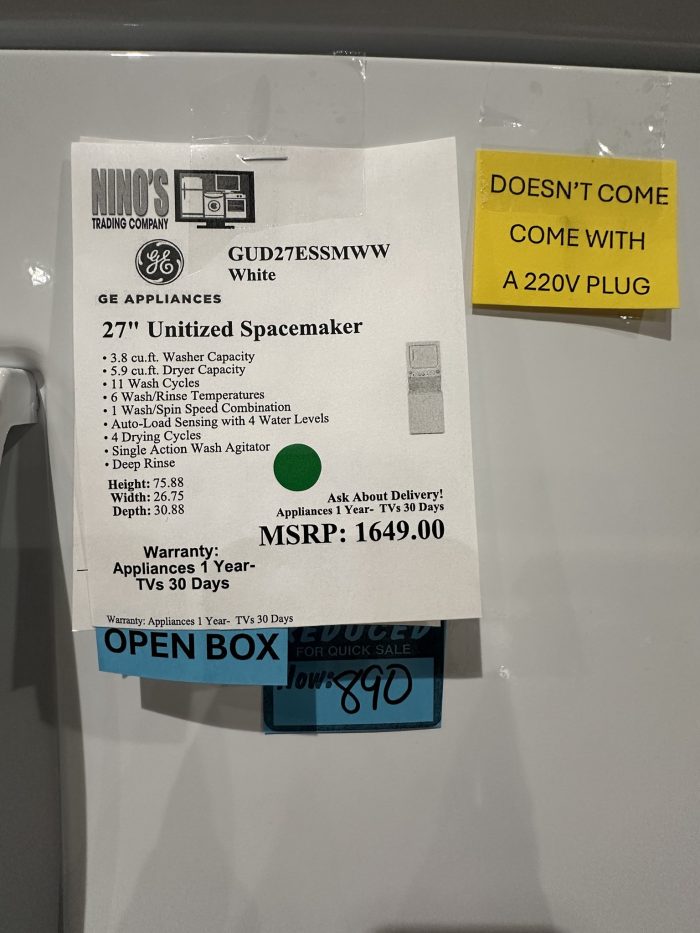 NINO'S
TRADING COMPANY
GE
GE APPLIANCES
GUD27ESSMWW
White
27" Unitized Spacemaker
• 3.8 cu.ft. Washer Capacity
• 5.9 cu.ft. Dryer Capacity
• 11 Wash Cycles
• 6 Wash/Rinse Temperatures
• 1 Wash/Spin Speed Combination
• Auto-Load Sensing with 4 Water Levels
• 4 Drying Cycles
• Single Action Wash Agitator
• Deep Rinse
Height: 75.88
Width: 26.75
Depth: 30.88
Ask About Delivery!
Appliances 1 Year- TVs 30 Days
MSRP: 1649.00
Warranty:
Appliances 1 Year-
TVs 30 Days
Warranty: Appliances 1 Year- TVs 30 Days
OPEN BOX
REDUCED
FOR QUICK SALE
Now: 890
DOESN'T COME
COME WITH
A 220V PLUG